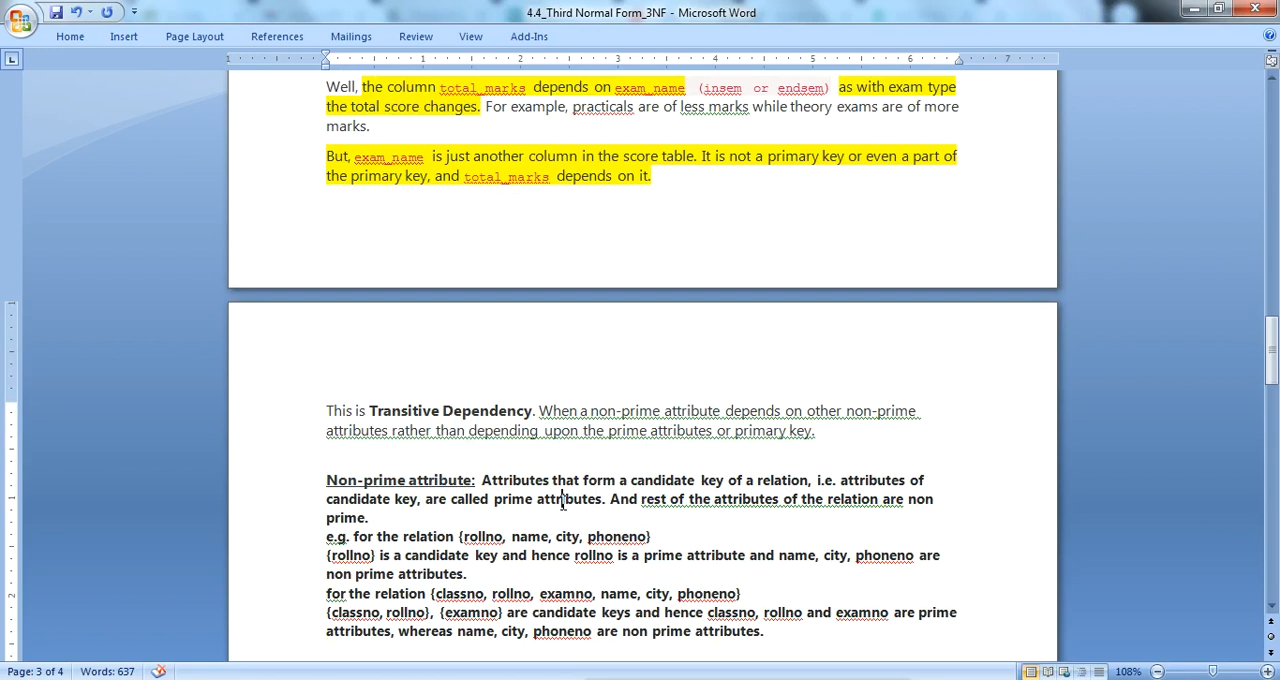 4.4_Third Normal Form_3NF - Microsoft Word
Home Insert Page Layout References Mailings Review View Add-Ins
1 1 2 3 4 5 6 7
Well, the column total_marks depends on exam_name (insem or endsem) as with exam type
the total score changes. For example, practicals are of less marks while theory exams are of more
marks.
But, exam_name is just another column in the score table. It is not a primary key or even a part of
the primary key, and total_marks depends on it.
This is Transitive Dependency. When a non-prime attribute depends on other non-prime
attributes rather than depending upon the prime attributes or primary key.
Non-prime attribute: Attributes that form a candidate key of a relation, i.e. attributes of
candidate key, are called prime attributes. And rest of the attributes of the relation are non
prime.
e.g. for the relation {rollno, name, city, phoneno}
{rollno} is a candidate key and hence rollno is a prime attribute and name, city, phoneno are
non prime attributes.
for the relation {classno, rollno, examno, name, city, phoneno}
{classno, rollno}, {examno} are candidate keys and hence classno, rollno and examno are prime
attributes, whereas name, city, phoneno are non prime attributes.
Page: 3 of 4 Words: 637 108%